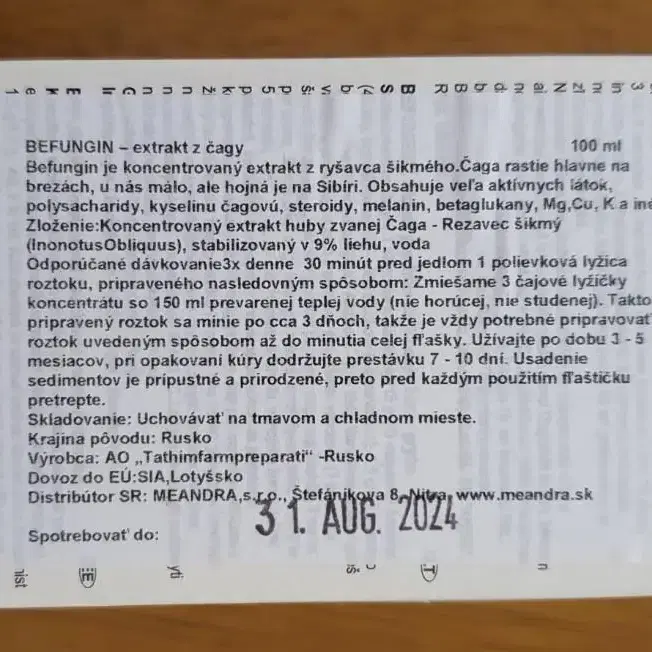 BEFUNGIN – extrakt z čagy 100 ml
Befungin je koncentrovaný extrakt z ryšavca šikmého.Čaga rastie hlavne na
brezách, u nás málo, ale hojná je na Sibíri. Obsahuje veľa aktívnych látok,
polysacharidy, kyselinu čagovú, steroidy, melanin, betaglukany, Mg,Cu, K a iné
Zloženie:Koncentrovaný extrakt huby zvanej Čaga - Rezavec šikmý
(InonotusObliquus), stabilizovaný v 9% liehu, voda
Odporúčané dávkovanie3x denne 30 minút pred jedlom 1 polievková lyžica
roztoku, pripraveného nasledovným spôsobom: Zmiešame 3 čajové lyžičky
koncentrátu so 150 ml prevarenej teplej vody (nie horúcej, nie studenej). Takto
pripravený roztok sa minie po cca 3 dňoch, takže je vždy potrebné pripravovať
roztok uvedeným spôsobom až do minutia celej fľašky. Užívajte po dobu 3 - 5
mesiacov, pri opakovaní kúry dodržujte prestávku 7 - 10 dní. Usadenie
sedimentov je prípustné a prirodzené, preto pred každým použitím fľaštičku
pretrepte.
Skladovanie: Uchovávať na tmavom a chladnom mieste.
Krajina pôvodu: Rusko
Výrobca: AO „Tathimfarmpreparati“ -Rusko
Dovoz do EÚ:SIA,Lotyšsko
Distribútor SR: MEANDRA,s.r.o., Štefánikova 8, Nitra, www.meandra.sk
Spotrebovať do: 31. AUG. 2024